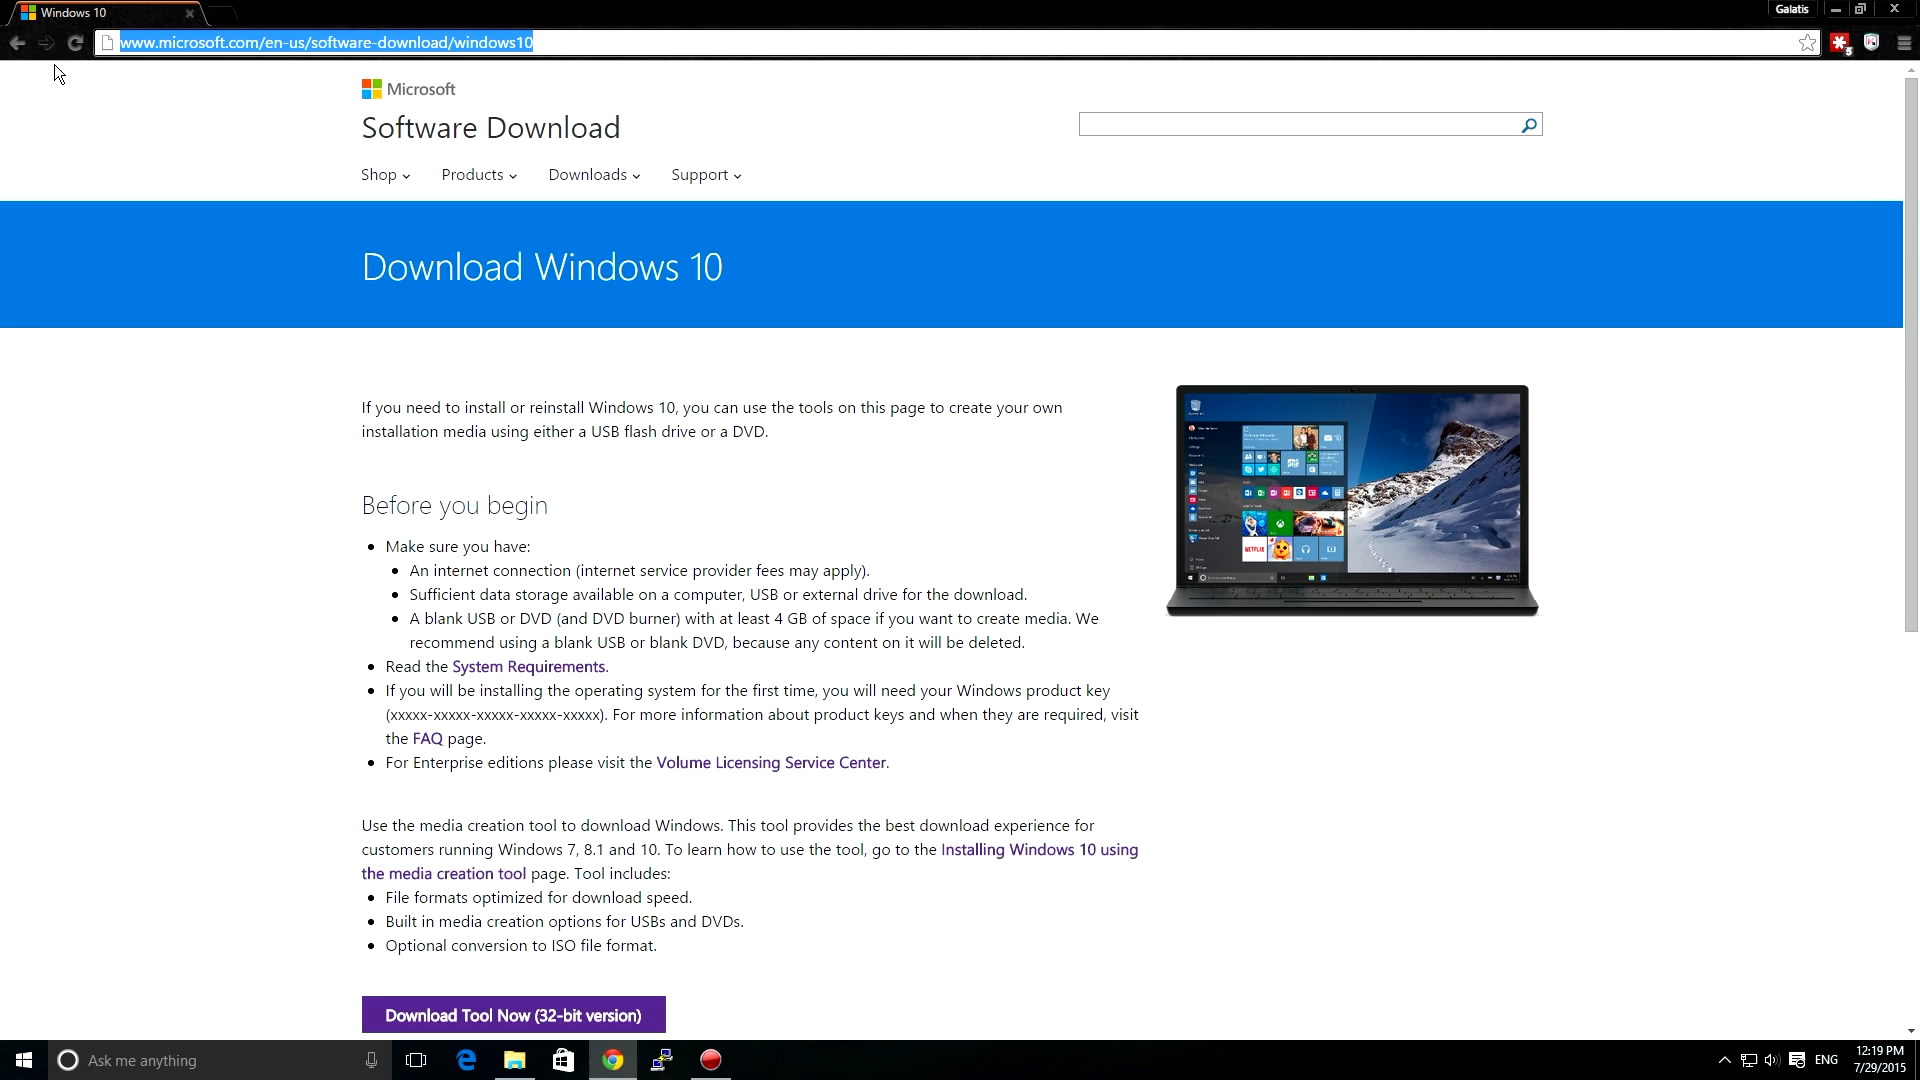 Windows 10
Galatis
www.microsoft.com/en-us/software-download/windows10
5
Microsoft
Software Download
Shop
Products
Downloads
Support
Download Windows 10
If you need to install or reinstall Windows 10, you can use the tools on this page to create your own
installation media using either a USB flash drive or a DVD.
Before you begin
Make sure you have:
An internet connection (internet service provider fees may apply).
Sufficient data storage available on a computer, USB or external drive for the download.
A blank USB or DVD (and DVD burner) with at least 4 GB of space if you want to create media. We
recommend using a blank USB or blank DVD, because any content on it will be deleted.
Read the System Requirements.
If you will be installing the operating system for the first time, you will need your Windows product key
(xxxxx-xxxxx-xxxxx-xxxxx-xxxxx). For more information about product keys and when they are required, visit
the FAQ page.
For Enterprise editions please visit the Volume Licensing Service Center.
Use the media creation tool to download Windows. This tool provides the best download experience for
customers running Windows 7, 8.1 and 10. To learn how to use the tool, go to the Installing Windows 10 using
the media creation tool page. Tool includes:
File formats optimized for download speed.
Built in media creation options for USBs and DVDs.
Optional conversion to ISO file format.
NETFLIX
Download Tool Now (32-bit version)
Ask me anything
ENG
12:19 PM
7/29/2015